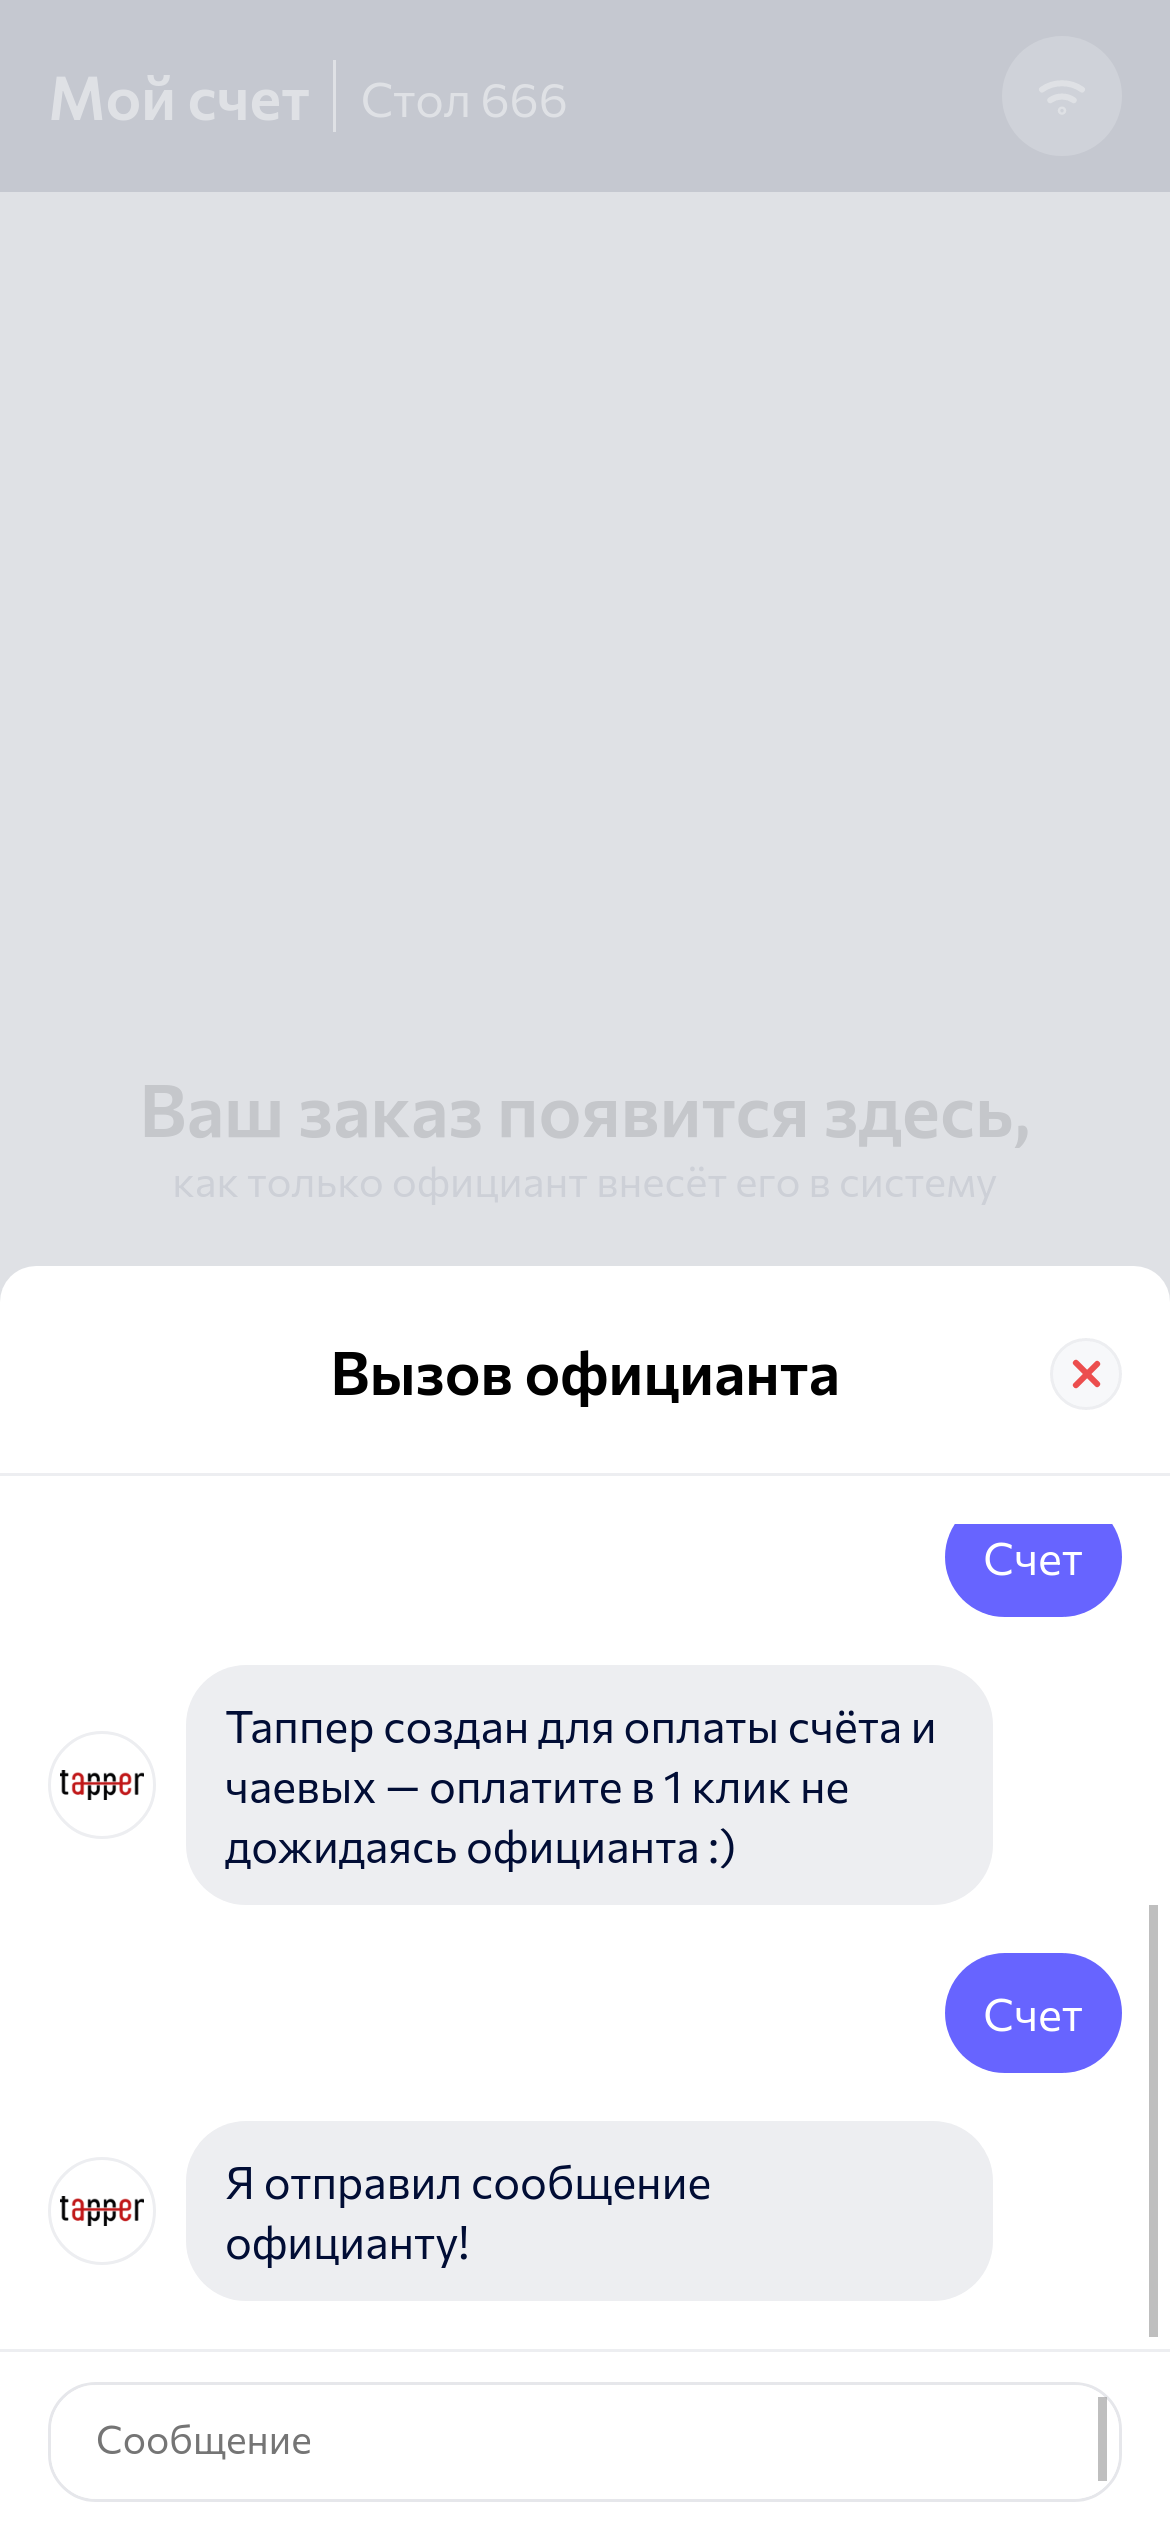 Мой счет
Стол 666
Ваш заказ появится здесь,
как только официант внесёт его в систему
Вызов официанта
Счет
Таппер создан для оплаты счёта и
чаевых — оплатите в 1 клик не
дожидаясь официанта :)
tapper
Счет
Я отправил сообщение
официанту!
tapper
Сообщение